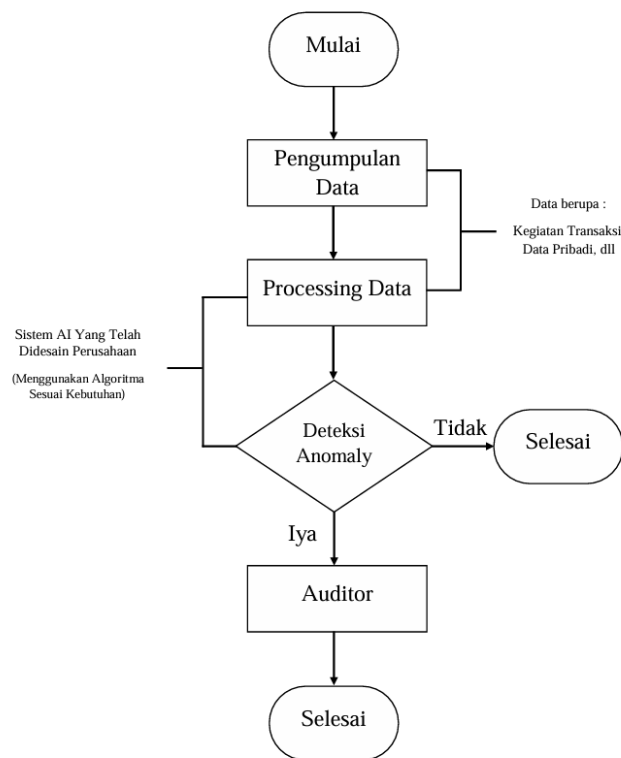 Mulai
Pengumpulan
Data
Data berupa :
Kegiatan Transaksi
Data Pribadi, dll
Processing Data
Sistem AI Yang Telah
Didesain Perusahaan
(Menggunakan Algoritma
Sesuai Kebutuhan)
Deteksi
Anomaly
Tidak
Selesai
Iya
Auditor
Selesai